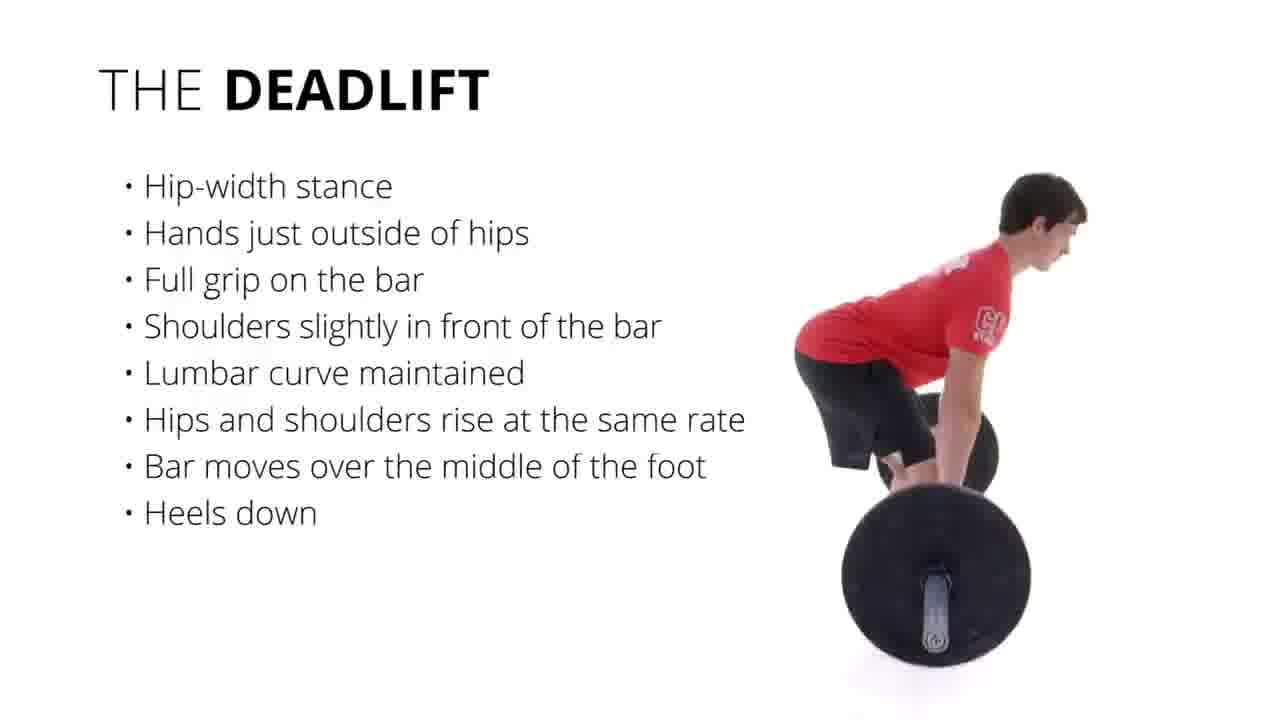 THE DEADLIFT
• Hip-width stance
• Hands just outside of hips
• Full grip on the bar
• Shoulders slightly in front of the bar
• Lumbar curve maintained
• Hips and shoulders rise at the same rate
• Bar moves over the middle of the foot
• Heels down